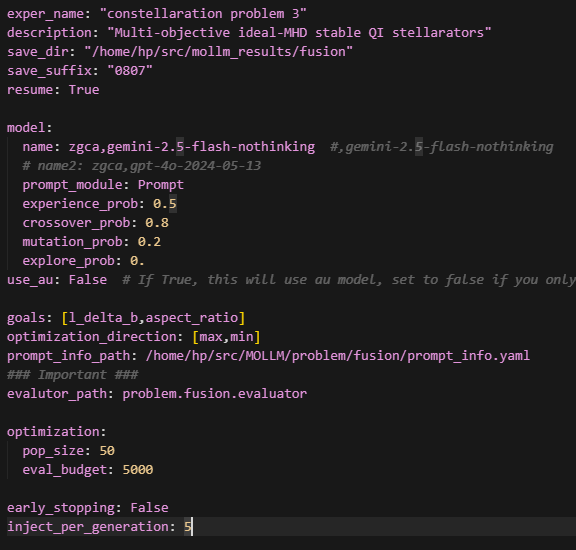 exper_name: "constellaration problem 3"
description: "Multi-objective ideal-MHD stable QI stellarators"
save_dir: "/home/hp/src/mollm_results/fusion"
save_suffix: "0807"
resume: True
model:
name: zgca,gemini-2.5-flash-nothinking #,gemini-2.5-flash-nothinking
# name2: zgca,gpt-4o-2024-05-13
prompt_module: Prompt
experience_prob: 0.5
crossover_prob: 0.8
mutation_prob: 0.2
explore_prob: 0.
use_au: False # If True, this will use au model, set to false if you only
goals: [l_delta_b,aspect_ratio]
optimization_direction: [max,min]
prompt_info_path: /home/hp/src/MOLLM/problem/fusion/prompt_info.yaml
### Important ###
evalutor_path: problem.fusion.evaluator
optimization:
pop_size: 50
eval_budget: 5000
early_stopping: False
inject_per_generation: 5